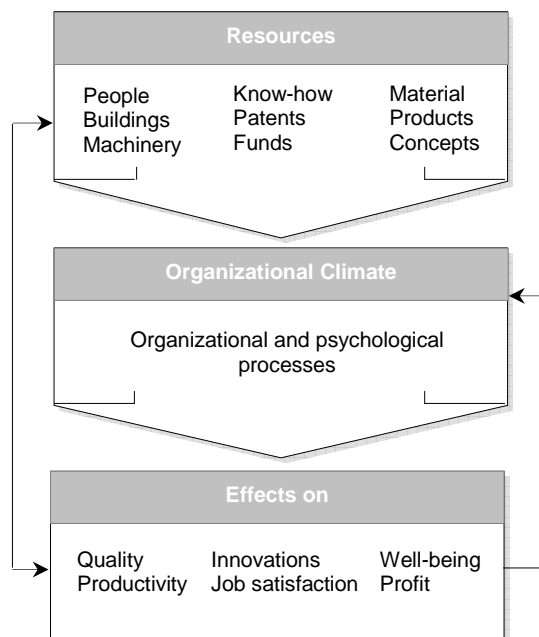 Resources
People Know-how Material
Buildings Patents Products
Machinery Funds Concepts
Organizational Climate
Organizational and psychological
processes
Effects on
Quality Innovations Well-being
Productivity Job satisfaction Profit